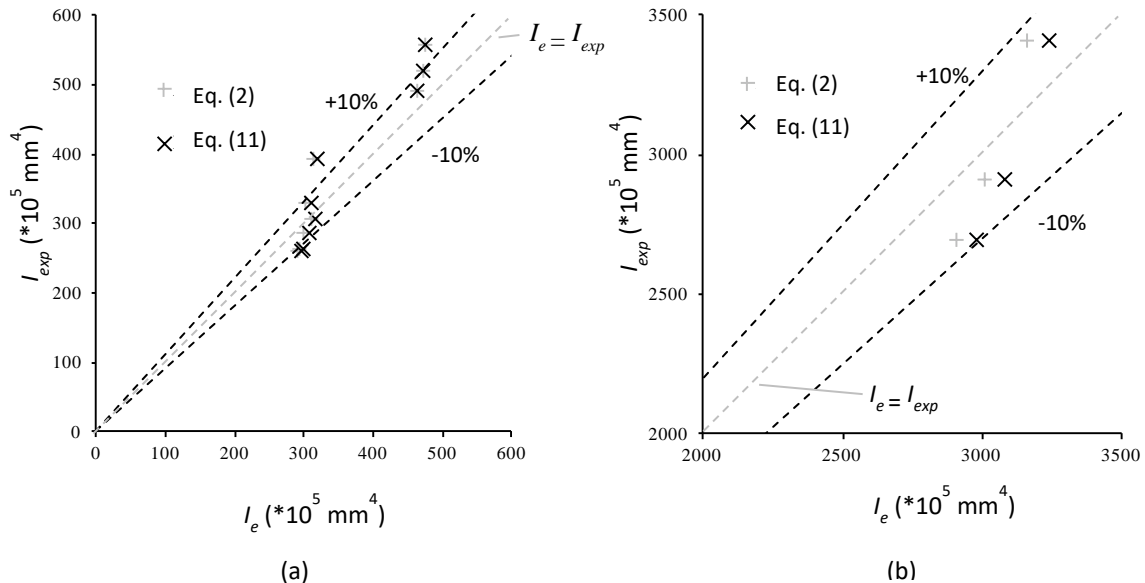 600
500
400
300
200
100
0
0
100
200
300
400
500
600
I_exp (*10^5 mm^4)
I_e (*10^5 mm^4)
Eq. (2)
Eq. (11)
+10%
-10%
I_e = I_exp
(a)
3500
3000
2500
2000
2000
2500
3000
3500
I_exp (*10^5 mm^4)
I_e (*10^5 mm^4)
Eq. (2)
Eq. (11)
+10%
-10%
I_e = I_exp
(b)